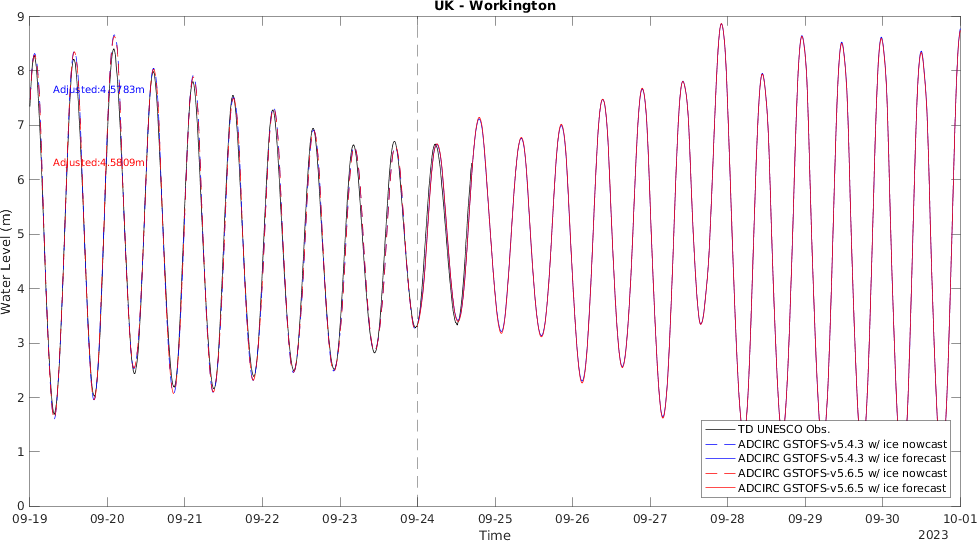 UK - Workington
9
8
7
6
5
4
3
2
1
0
Water Level (m)
Adjusted:4.5783m
Adjusted:4.5809m
TD UNESCO Obs.
ADCIRC GSTOFS-v5.4.3 w/ ice nowcast
ADCIRC GSTOFS-v5.4.3 w/ ice forecast
ADCIRC GSTOFS-v5.6.5 w/ ice nowcast
ADCIRC GSTOFS-v5.6.5 w/ ice forecast
09-19 09-20 09-21 09-22 09-23 09-24 09-25 09-26 09-27 09-28 09-29 09-30 10-01
Time
2023